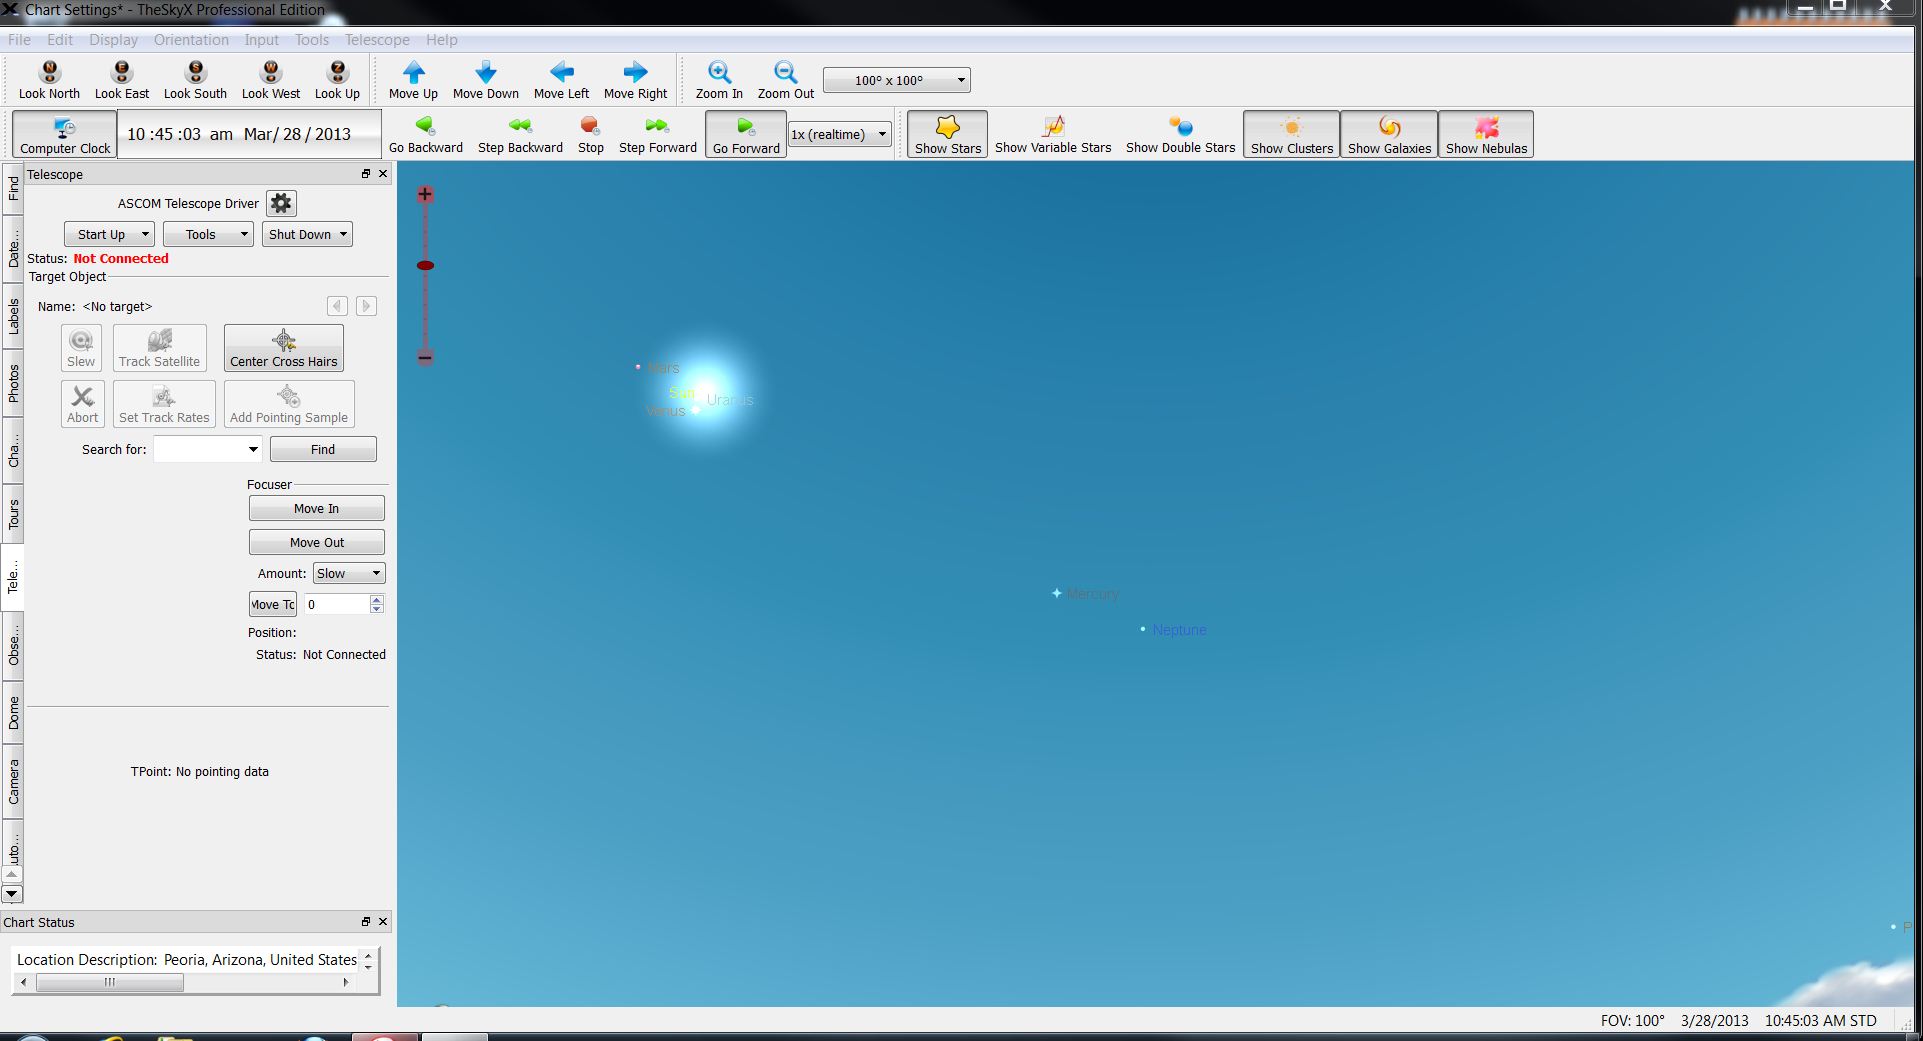 Chart Settings* - TheSkyX Professional Edition
File Edit Display Orientation Input Tools Telescope Help
N E S W Z
Look North Look East Look South Look West Look Up Move Up Move Down Move Left Move Right Zoom In Zoom Out 100° x 100°
Computer Clock 10 :45 :03 am Mar/ 28 / 2013 Go Backward Step Backward Stop Step Forward Go Forward 1x (realtime) Show Stars Show Variable Stars Show Double Stars Show Clusters Show Galaxies Show Nebulas
Find
Date...
Labels
Photos
Cha...
Tours
Tele...
Obse...
Dome
Camera
uto...
Telescope
ASCOM Telescope Driver
Start Up Tools Shut Down
Status: Not Connected
Target Object
Name: <No target>
Slew Track Satellite Center Cross Hairs
Abort Set Track Rates Add Pointing Sample
Search for: Find
Focuser
Move In
Move Out
Amount: Slow
Move To 0
Position:
Status: Not Connected
TPoint: No pointing data
Chart Status
Location Description: Peoria, Arizona, United States
Mars
Sun
Uranus
Venus
Mercury
Neptune
P
FOV: 100° 3/28/2013 10:45:03 AM STD